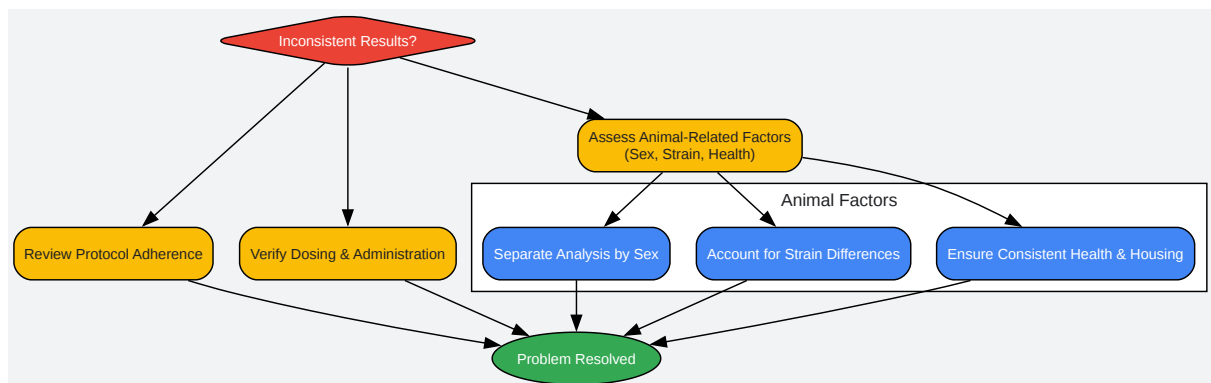 Inconsistent Results?
Assess Animal-Related Factors
(Sex, Strain, Health)
Animal Factors
Review Protocol Adherence
Verify Dosing & Administration
Separate Analysis by Sex
Account for Strain Differences
Ensure Consistent Health & Housing
Problem Resolved